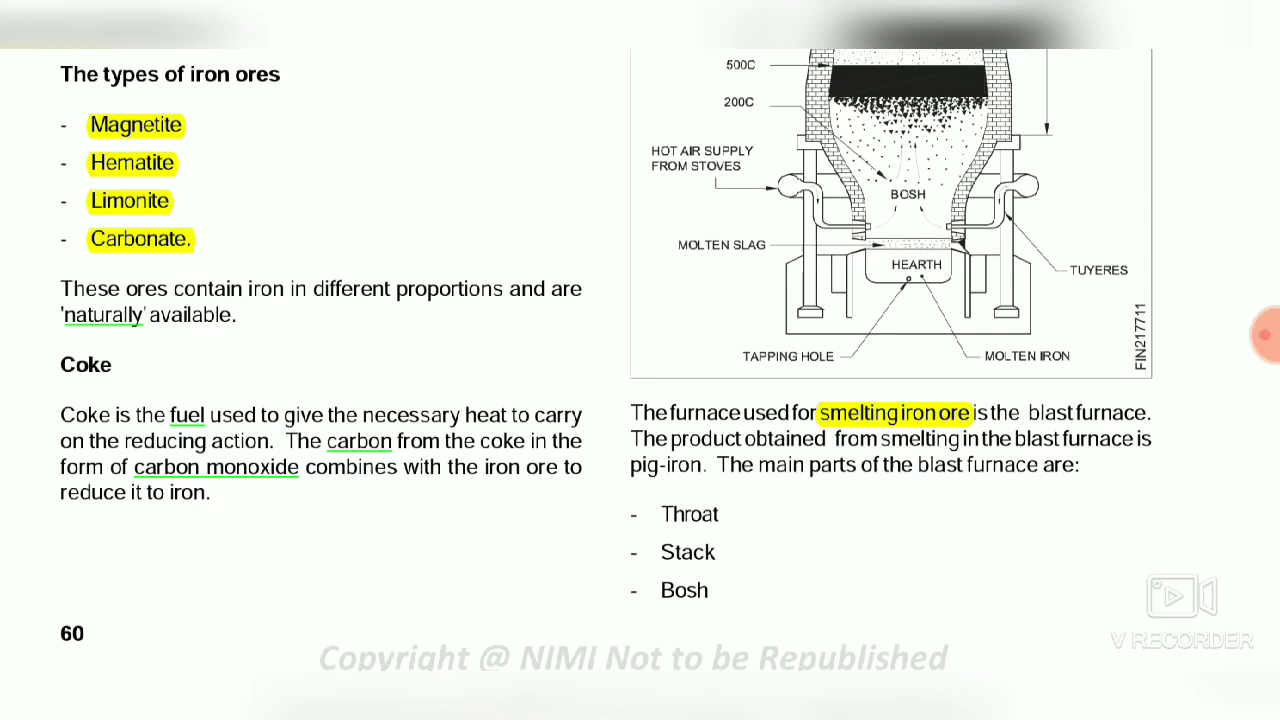 The types of iron ores
- Magnetite
- Hematite
- Limonite
- Carbonate.
These ores contain iron in different proportions and are
'naturally' available.
Coke
Coke is the fuel used to give the necessary heat to carry
on the reducing action. The carbon from the coke in the
form of carbon monoxide combines with the iron ore to
reduce it to iron.
60
500C
200C
HOT AIR SUPPLY
FROM STOVES
BOSH
MOLTEN SLAG
HEARTH
TUYERES
TAPPING HOLE
MOLTEN IRON
FIN217711
The furnace used for smelting iron ore is the blast furnace.
The product obtained from smelting in the blast furnace is
pig-iron. The main parts of the blast furnace are:
- Throat
- Stack
- Bosh
Copyright @ NIMI Not to be Republished
V RECORDER